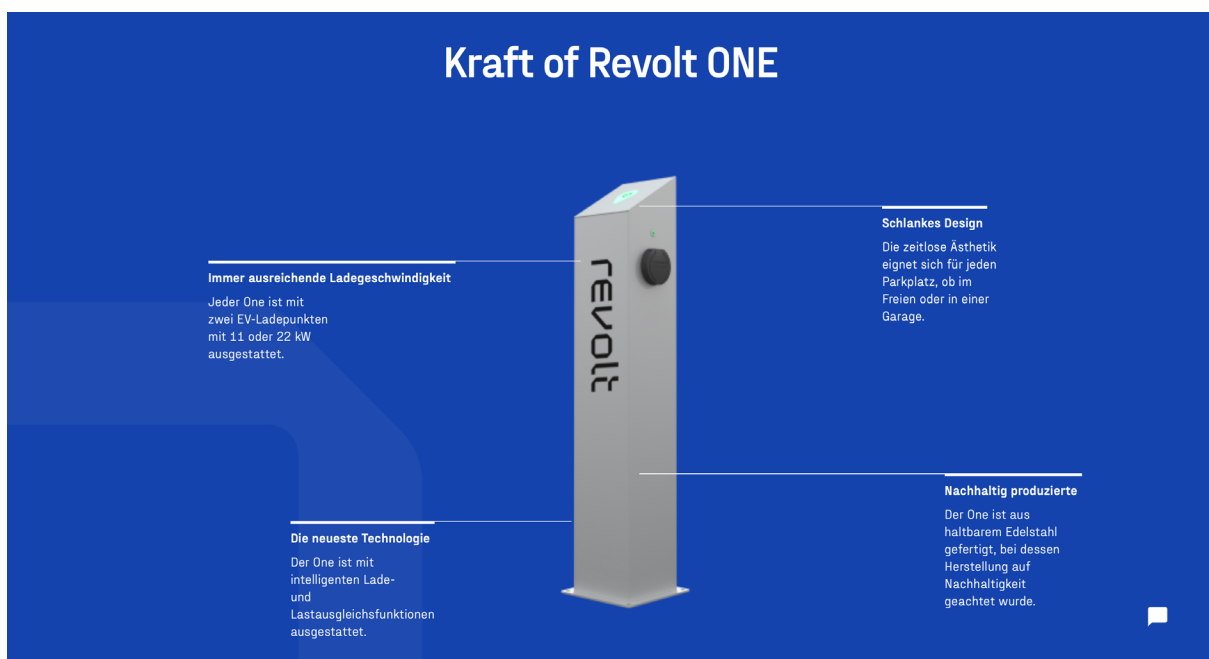 Kraft of Revolt ONE
Schlankes Design
Die zeitlose Ästhetik
eignet sich für jeden
Parkplatz, ob im
Freien oder in einer
Garage.
Immer ausreichende Ladegeschwindigkeit
Jeder One ist mit
zwei EV-Ladepunkten
mit 11 oder 22 kW
ausgestattet.
revolt
Nachhaltig produzierte
Der One ist aus
haltbarem Edelstahl
gefertigt, bei dessen
Herstellung auf
Nachhaltigkeit
geachtet wurde.
Die neueste Technologie
Der One ist mit
intelligenten Lade-
und
Lastausgleichsfunktionen
ausgestattet.